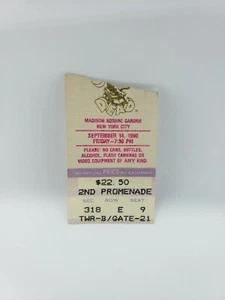 MADISON SQUARE GARDEN
NEW YORK CITY
SEPTEMBER 14, 1990
FRIDAY-7:30 PM
PLEASE: NO CANS, BOTTLES,
ALCOHOL, FLASH CAMERAS OR
VIDEO EQUIPMENT OF ANY KIND!
PRICE
$22.50
2ND PROMENADE
SEC ROW SEAT
318 E 9
TWR-B/GATE-21